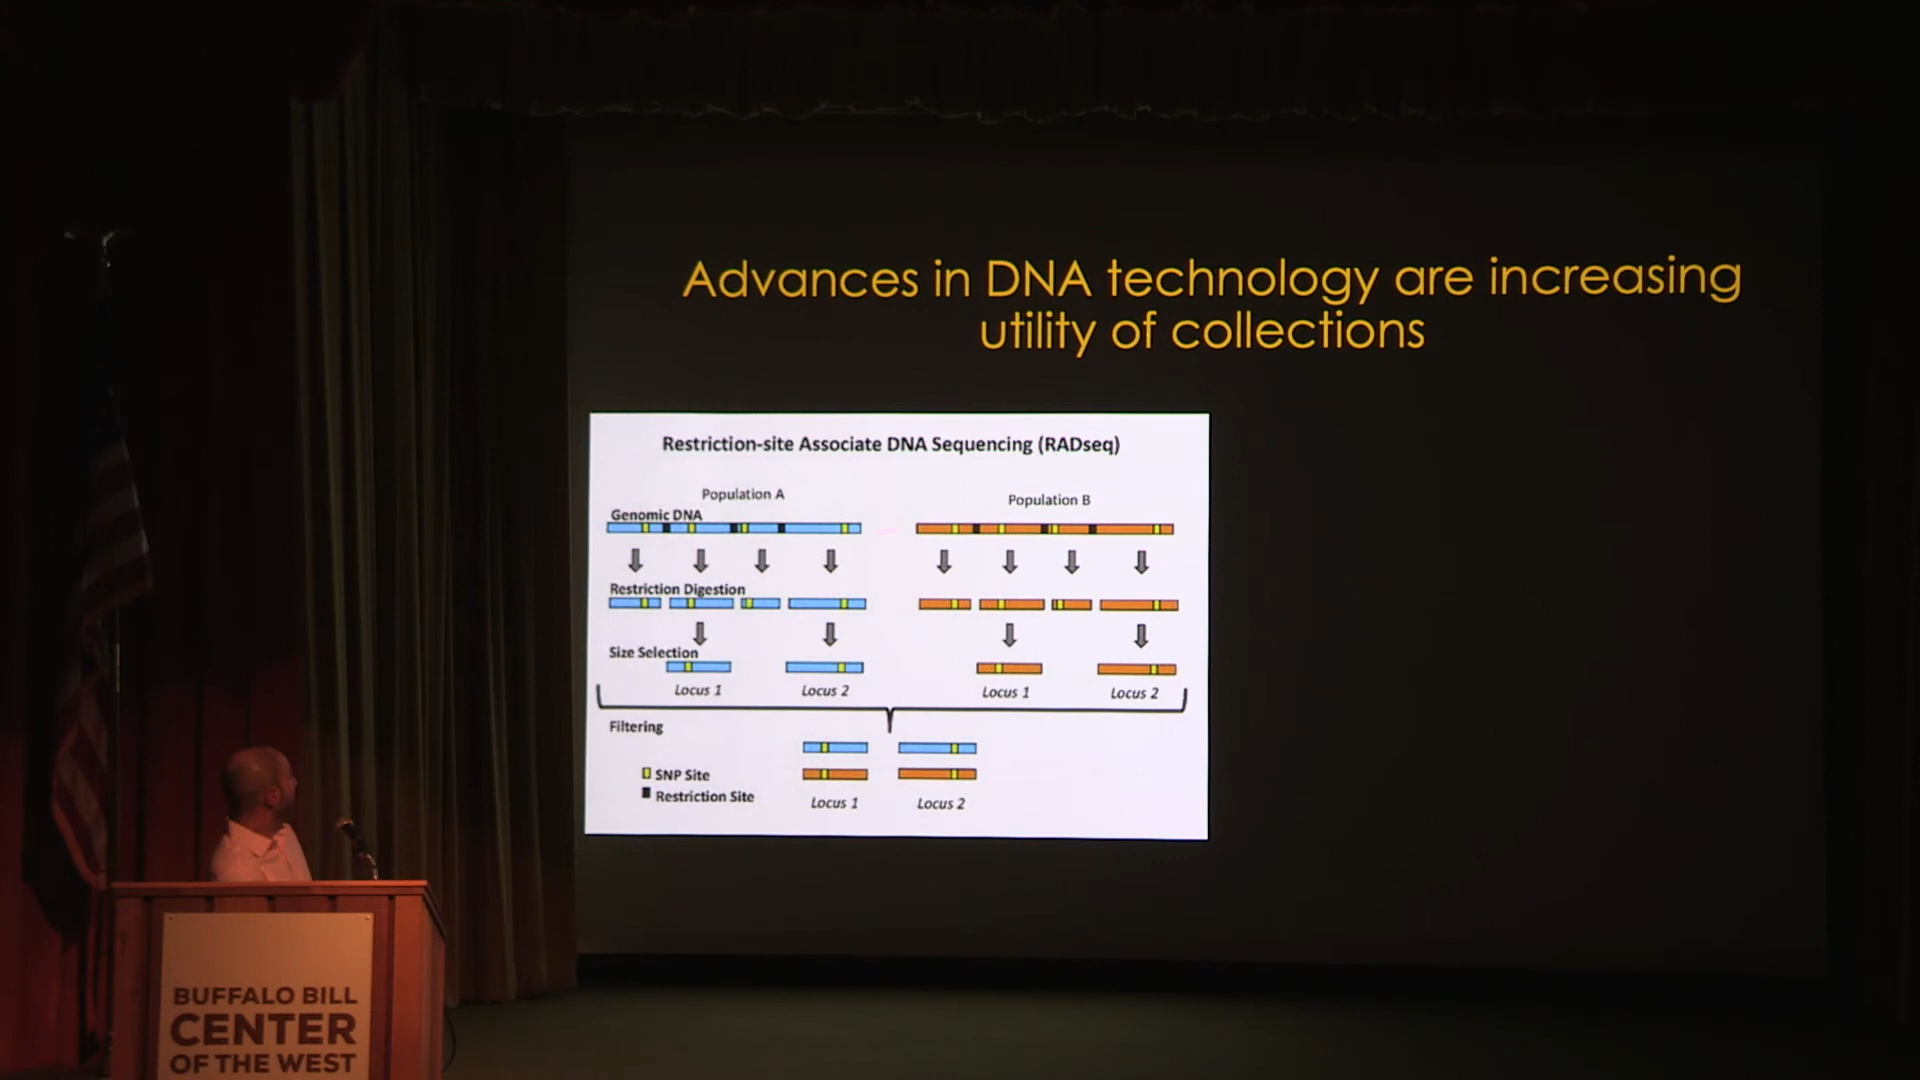 Advances in DNA technology are increasing
utility of collections
Restriction-site Associate DNA Sequencing (RADseq)
Population A
Population B
Genomic DNA
Restriction Digestion
Size Selection
Locus 1
Locus 2
Locus 1
Locus 2
Filtering
SNP Site
Restriction Site
Locus 1
Locus 2
BUFFALO BILL
CENTER
OF THE WEST